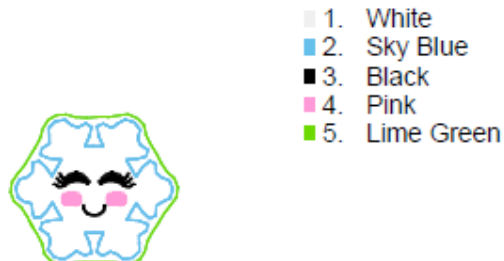 1. White
2. Sky Blue
3. Black
4. Pink
5. Lime Green